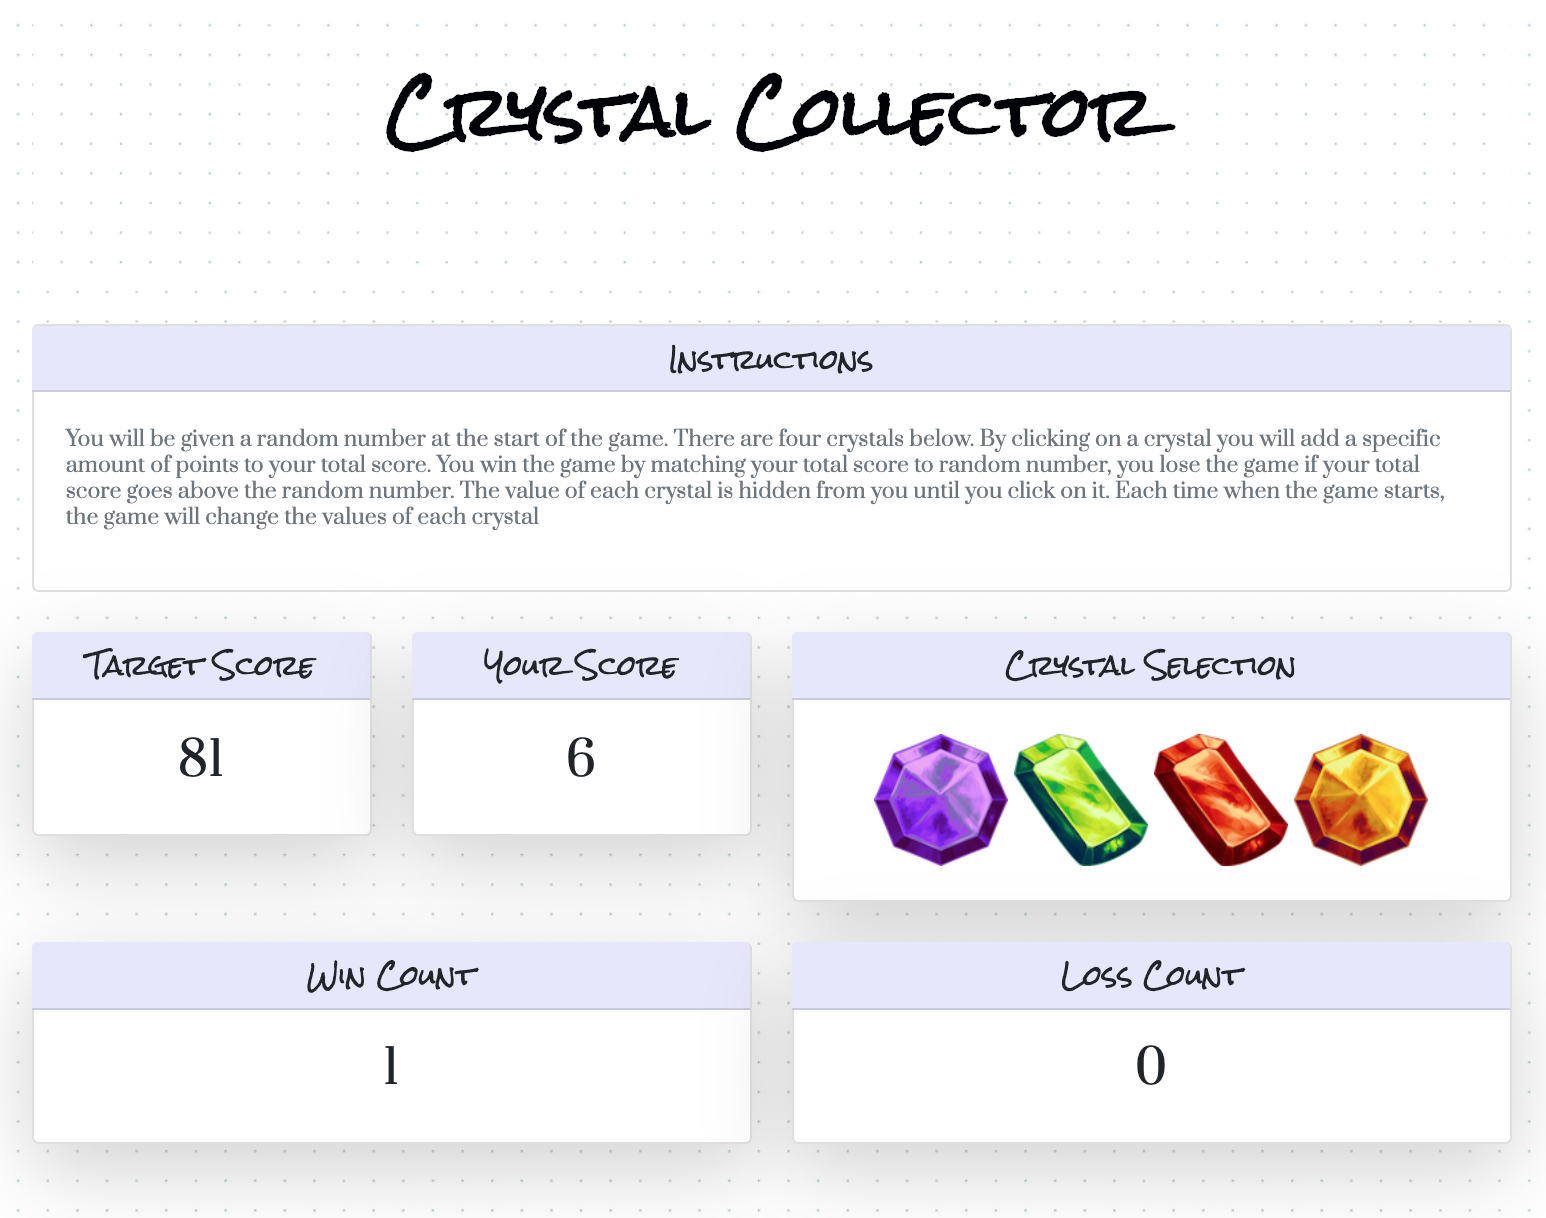 Crystal Collector
Instructions
You will be given a random number at the start of the game. There are four crystals below. By clicking on a crystal you will add a specific
amount of points to your total score. You win the game by matching your total score to random number, you lose the game if your total
score goes above the random number. The value of each crystal is hidden from you until you click on it. Each time when the game starts,
the game will change the values of each crystal
Target Score
81
Your Score
6
Crystal Selection
Win Count
1
Loss Count
0